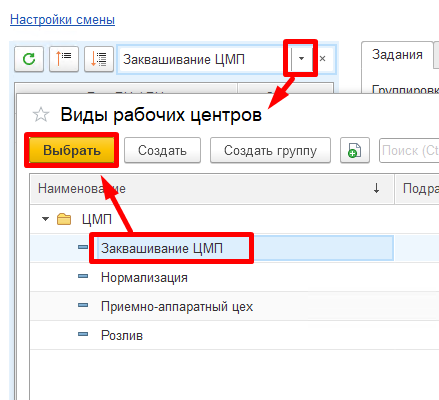 Настройки смены
Заквашивание ЦМП
Задания
Группировк
Виды рабочих центров
Выбрать
Создать
Создать группу
Поиск (Ct
Наименование
Подра
ЦМП
Заквашивание ЦМП
Нормализация
Приемно-аппаратный цех
Розлив